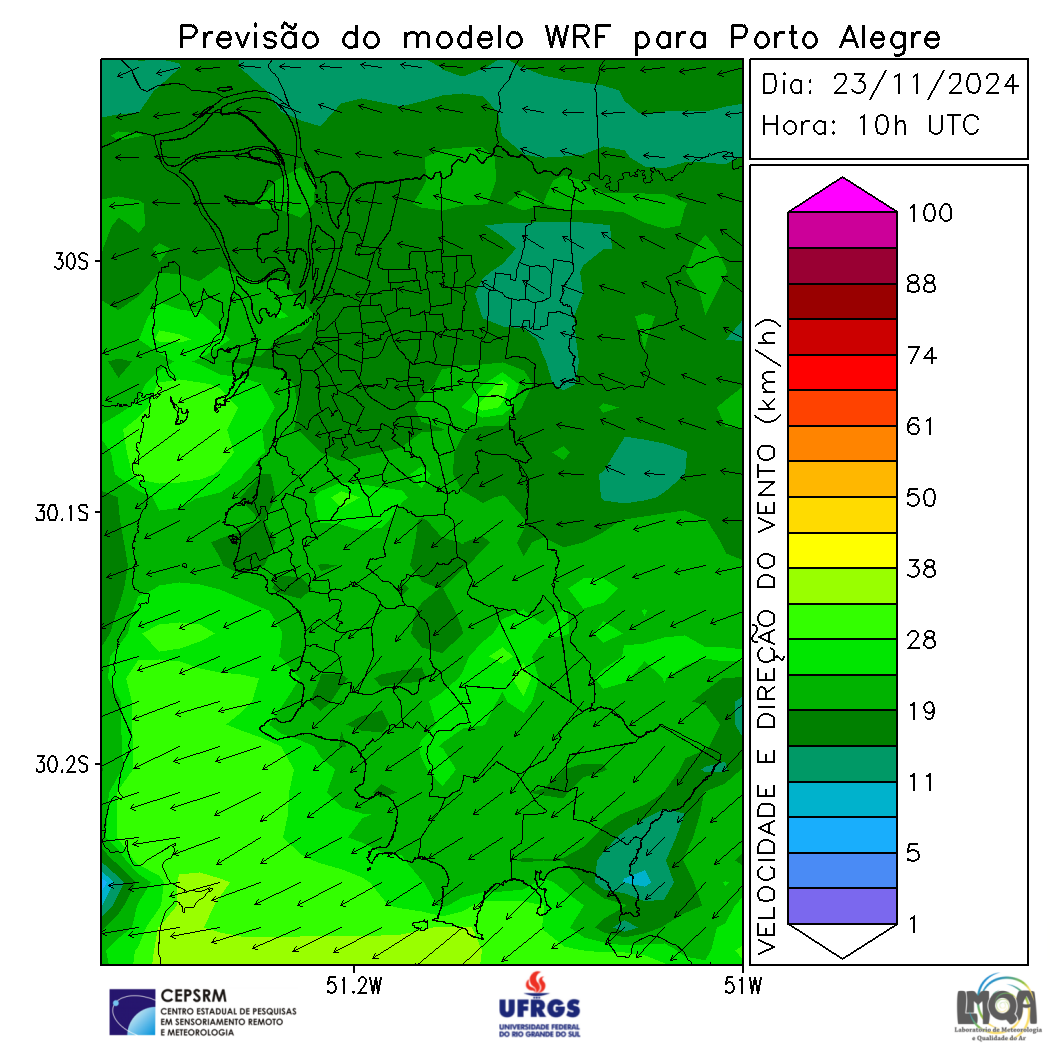 Previsão do modelo WRF para Porto Alegre
Dia: 23/11/2024
Hora: 10h UTC
30S
30.1S
30.2S
51.2W
51W
VELOCIDADE E DIREÇÃO DO VENTO (km/h)
100
88
74
61
50
38
28
19
11
5
1
CEPSRM
CENTRO ESTADUAL DE PESQUISAS
EM SENSORIAMENTO REMOTO
E METEOROLOGIA
UFRGS
UNIVERSIDADE FEDERAL
DO RIO GRANDE DO SUL
LMQA
Laboratório de Meteorologia
e Qualidade do Ar